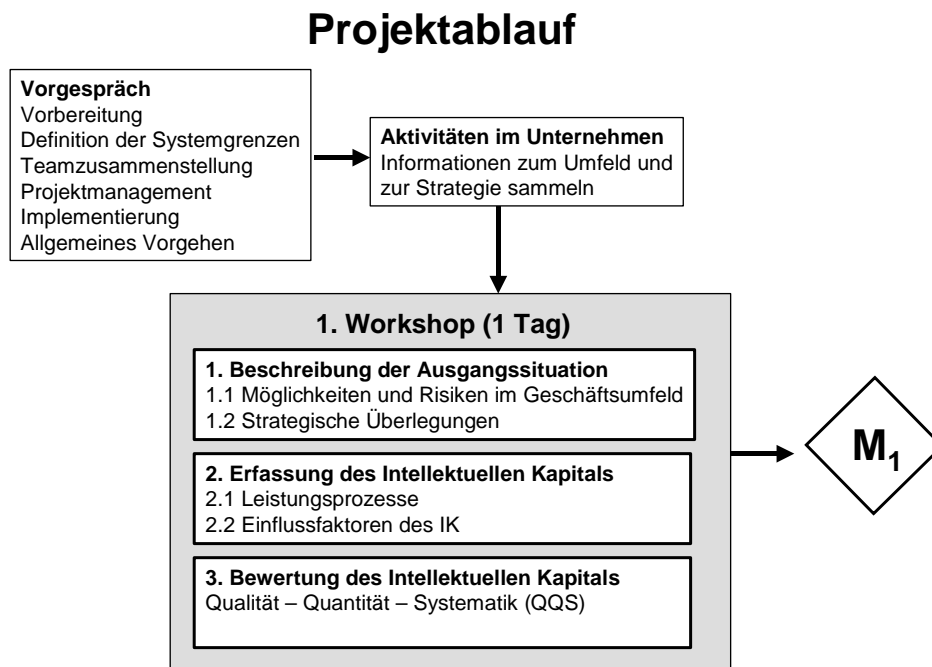 Projektablauf
Vorgespräch
Vorbereitung
Definition der Systemgrenzen
Teamzusammenstellung
Projektmanagement
Implementierung
Allgemeines Vorgehen
Aktivitäten im Unternehmen
Informationen zum Umfeld und
zur Strategie sammeln
1. Workshop (1 Tag)
1. Beschreibung der Ausgangssituation
1.1 Möglichkeiten und Risiken im Geschäftsumfeld
1.2 Strategische Überlegungen
2. Erfassung des Intellektuellen Kapitals
2.1 Leistungsprozesse
2.2 Einflussfaktoren des IK
3. Bewertung des Intellektuellen Kapitals
Qualität – Quantität – Systematik (QQS)
M₁